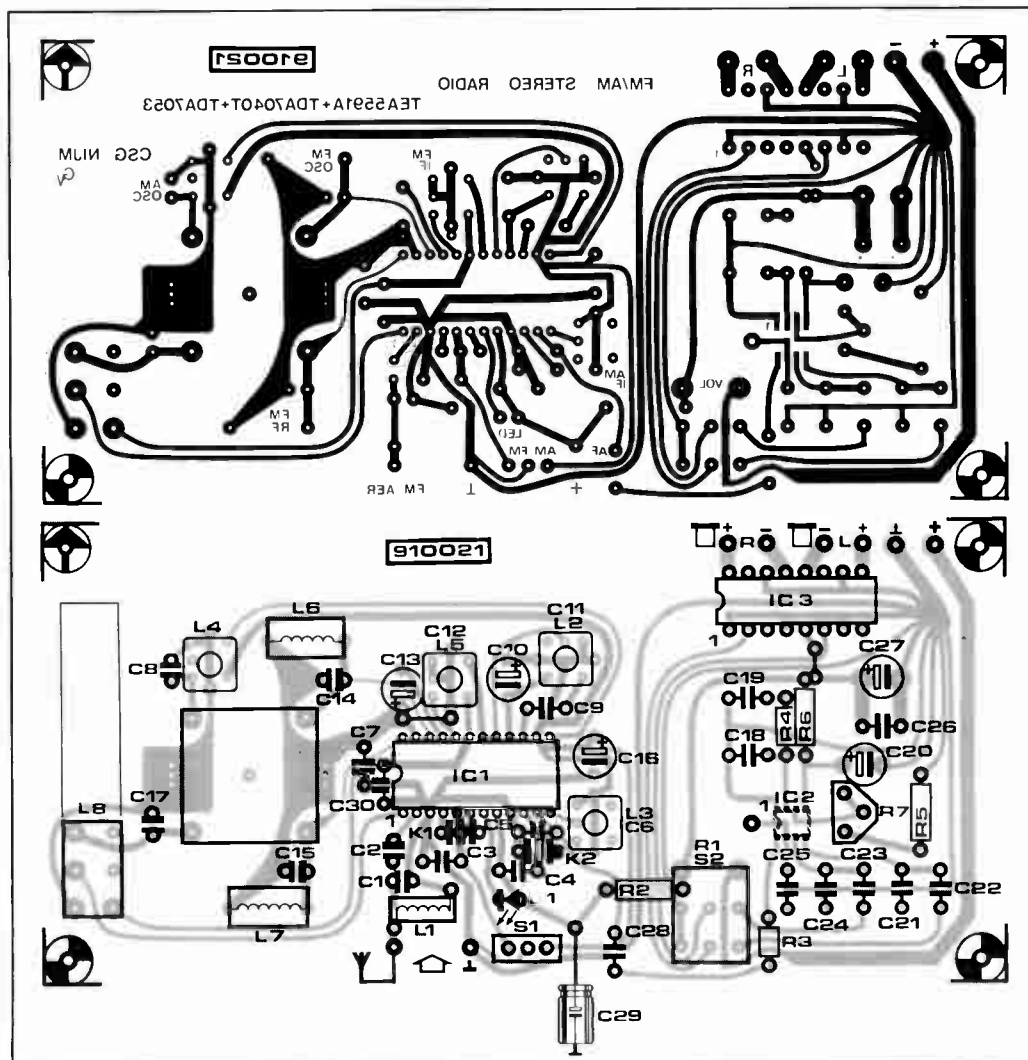 910021
R L - +
FM/AM STEREO RADIO
TEA5591A+TDA7040T+TDA7053
CSG NIJM
Gv
AM OSC
FM OSC
FM IF
1
1
FM RF
AM IF
VOL
LED
AM FM
AF
FM AER
⊥
+
910021
+ R - - L + ⊥ +
IC3
1
L6
L4
C8
C14
C12
L5
C13
C10
C11
L2
C9
C27
C19
C18
R4
R6
C26
C20
C7
C30
IC1
1
C16
L3
C6
1
IC2
R7
R5
L8
C17
C15
L7
K1
C2
C1
C3
C4
K2
1
L1
S1
⊥
R2
R1
S2
C28
R3
C25
C24
C23
C21
C22
C29